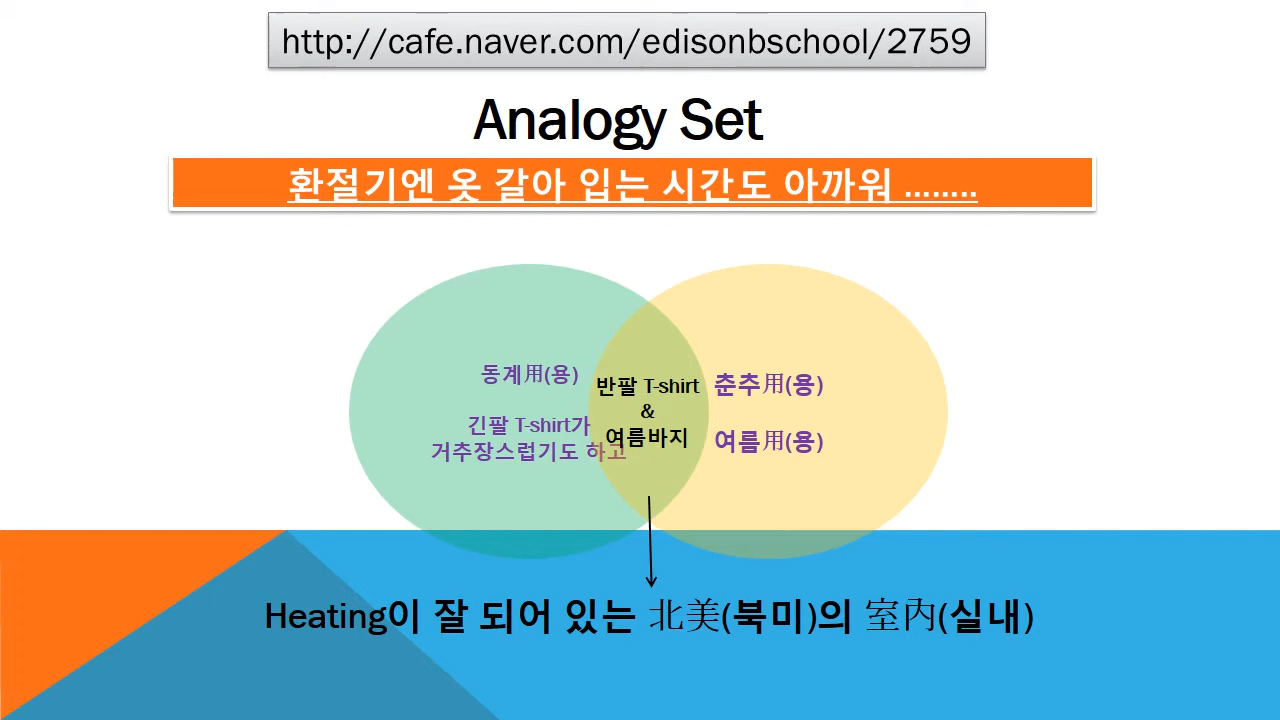 http://cafe.naver.com/edisonbschool/2759
Analogy Set
환절기엔 옷 갈아 입는 시간도 아까워 ........
동계用(용)
긴팔 T-shirt가
거추장스럽기도 하고
반팔 T-shirt
&
여름바지
춘추用(용)
여름用(용)
Heating이 잘 되어 있는 北美(북미)의 室內(실내)